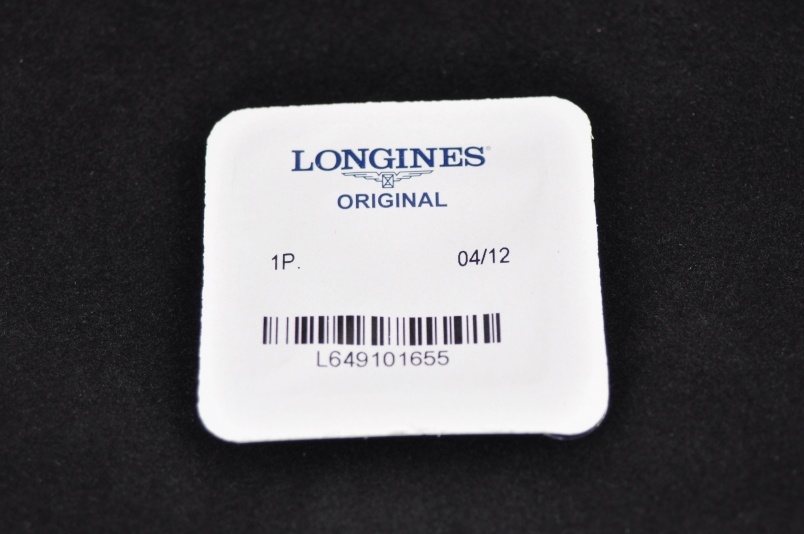 LONGINES
ORIGINAL
1P. 04/12
L649101655